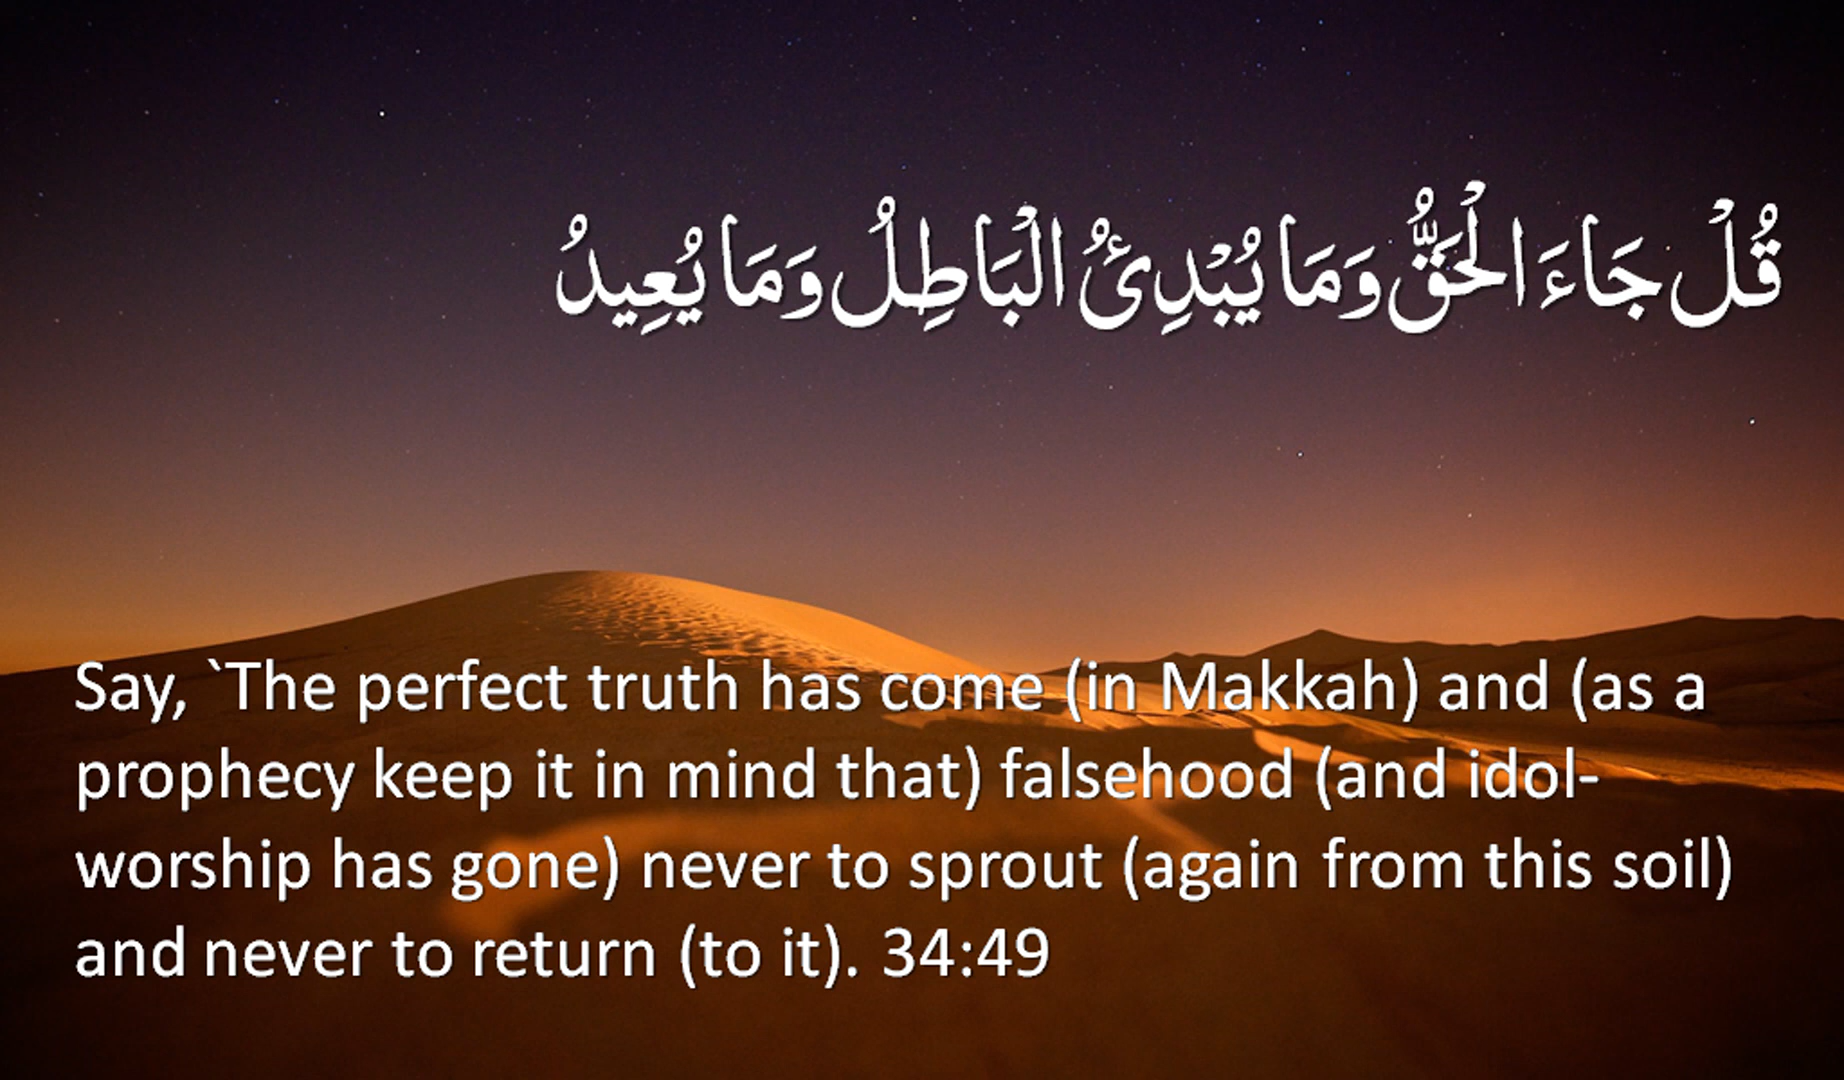 قُلْ جَاءَ الْحَقُّ وَمَا يُبْدِئُ الْبَاطِلُ وَمَا يُعِيدُ
Say, `The perfect truth has come (in Makkah) and (as a
prophecy keep it in mind that) falsehood (and idol-
worship has gone) never to sprout (again from this soil)
and never to return (to it). 34:49